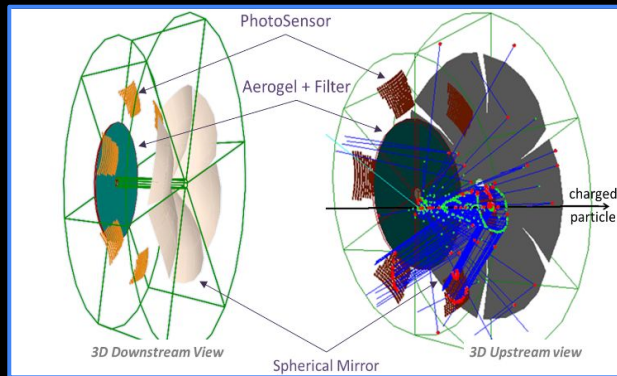 PhotoSensor
Aerogel + Filter
charged
particle
3D Downstream View
3D Upstream view
Spherical Mirror